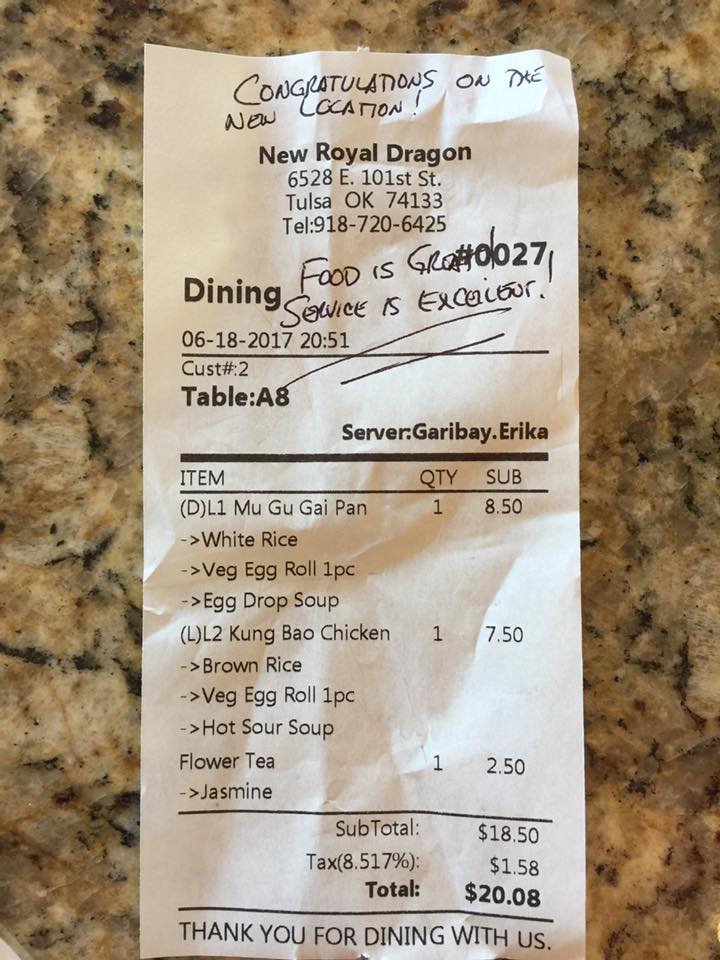 CONGRATULATIONS ON THE
NEW LOCATION!
New Royal Dragon
6528 E. 101st St.
Tulsa OK 74133
Tel:918-720-6425
#0027
FOOD IS GREAT!
Dining
SERVICE IS EXCELLENT!
06-18-2017 20:51
Cust#:2
Table:A8
Server:Garibay.Erika
ITEM QTY SUB
(D)L1 Mu Gu Gai Pan 1 8.50
->White Rice
->Veg Egg Roll 1pc
->Egg Drop Soup
(L)L2 Kung Bao Chicken 1 7.50
->Brown Rice
->Veg Egg Roll 1pc
->Hot Sour Soup
Flower Tea 1 2.50
->Jasmine
SubTotal: $18.50
Tax(8.517%): $1.58
Total: $20.08
THANK YOU FOR DINING WITH US.